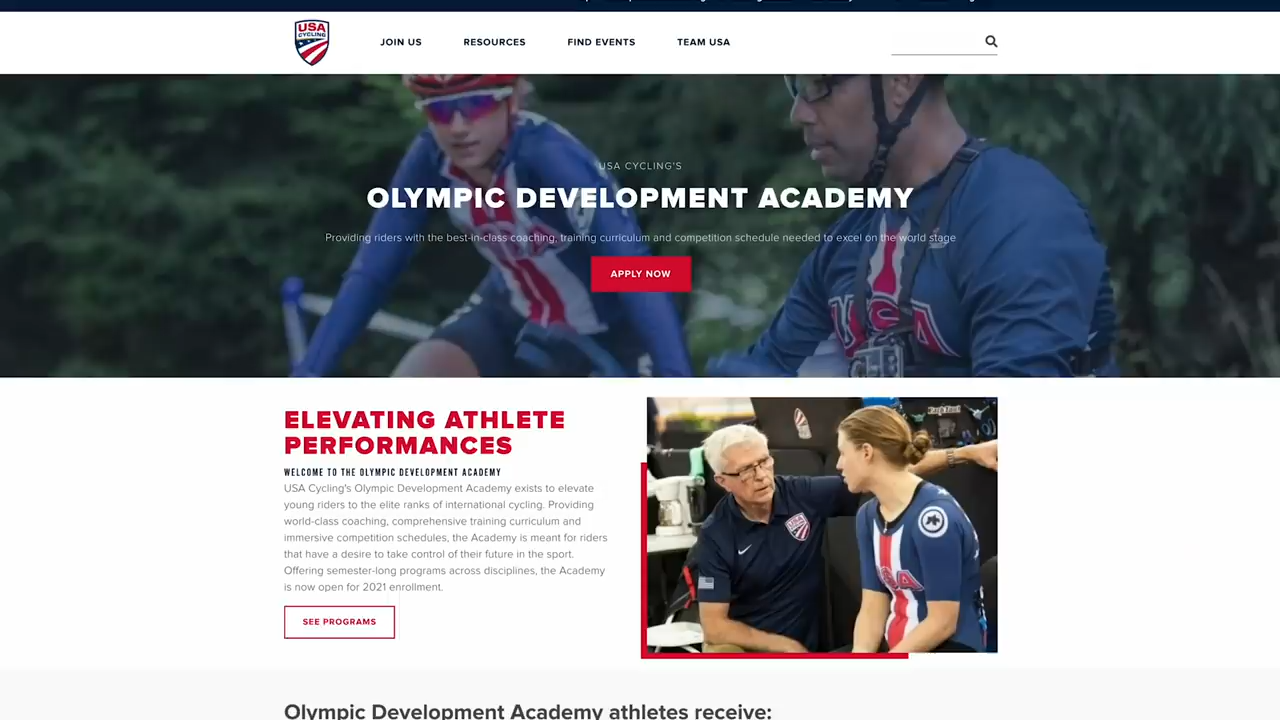 USA
CYCLING
JOIN US
RESOURCES
FIND EVENTS
TEAM USA
USA CYCLING'S
OLYMPIC DEVELOPMENT ACADEMY
Providing riders with the best-in-class coaching, training curriculum and competition schedule needed to excel on the world stage
APPLY NOW
USA
ELEVATING ATHLETE
PERFORMANCES
WELCOME TO THE OLYMPIC DEVELOPMENT ACADEMY
USA Cycling's Olympic Development Academy exists to elevate
young riders to the elite ranks of international cycling. Providing
world-class coaching, comprehensive training curriculum and
immersive competition schedules, the Academy is meant for riders
that have a desire to take control of their future in the sport.
Offering semester-long programs across disciplines, the Academy
is now open for 2021 enrollment.
SEE PROGRAMS
USA
Olympic Development Academy athletes receive: